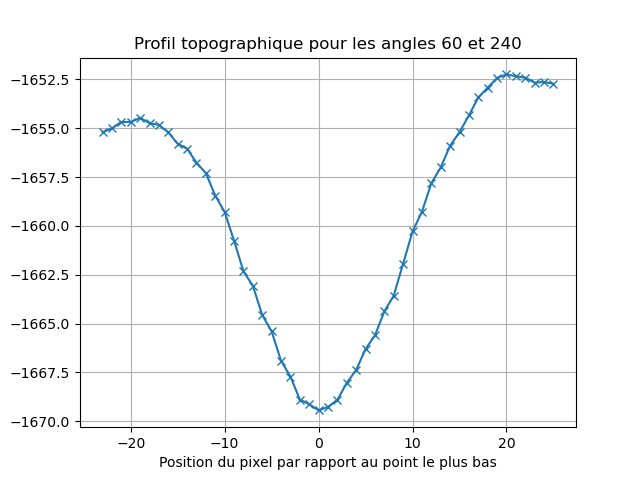 Profil topographique pour les angles 60 et 240
−1652.5
−1655.0
−1657.5
−1660.0
−1662.5
−1665.0
−1667.5
−1670.0
−20 −10 0 10 20
Position du pixel par rapport au point le plus bas